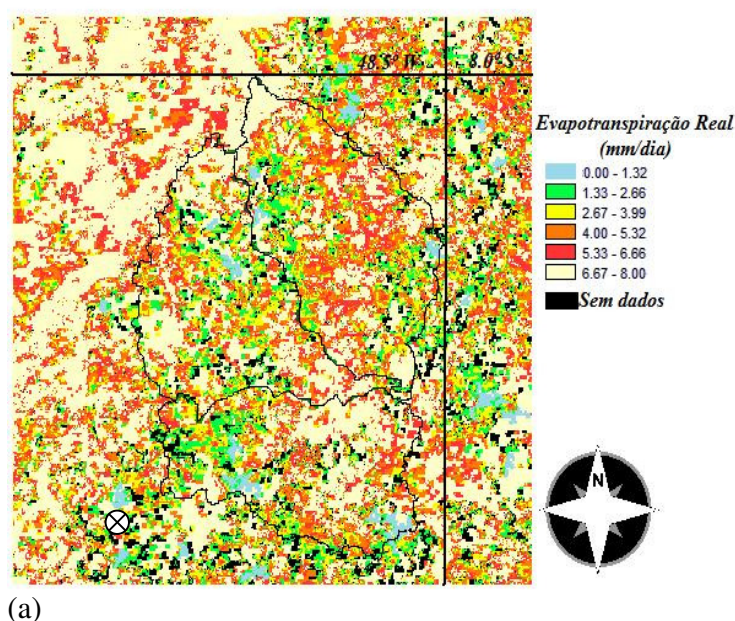 48.5° W
8.0° S
Evapotranspiração Real
(mm/dia)
0.00 - 1.32
1.33 - 2.66
2.67 - 3.99
4.00 - 5.32
5.33 - 6.66
6.67 - 8.00
Sem dados
N
(a)